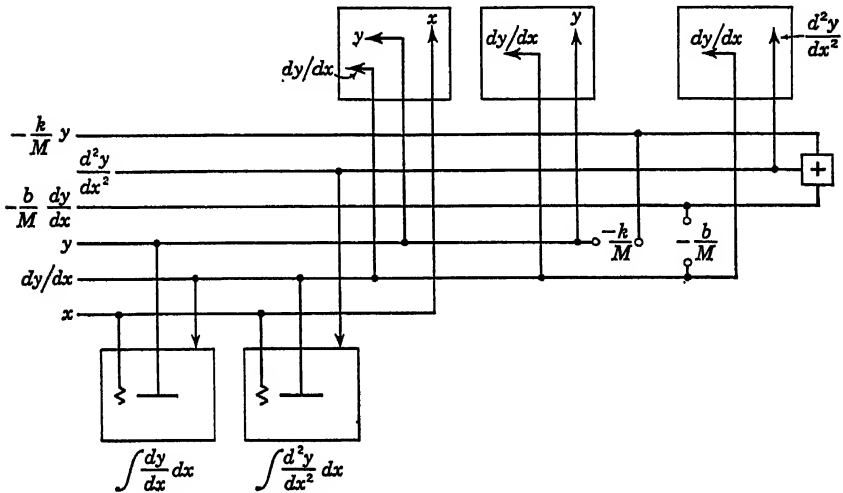 x
y
dy/dx
dy/dx
y
dy/dx
d²y/dx²
-k/M y
d²y/dx²
+
-b/M dy/dx
y
-k/M
-b/M
dy/dx
x
∫ dy/dx dx
∫ d²y/dx² dx